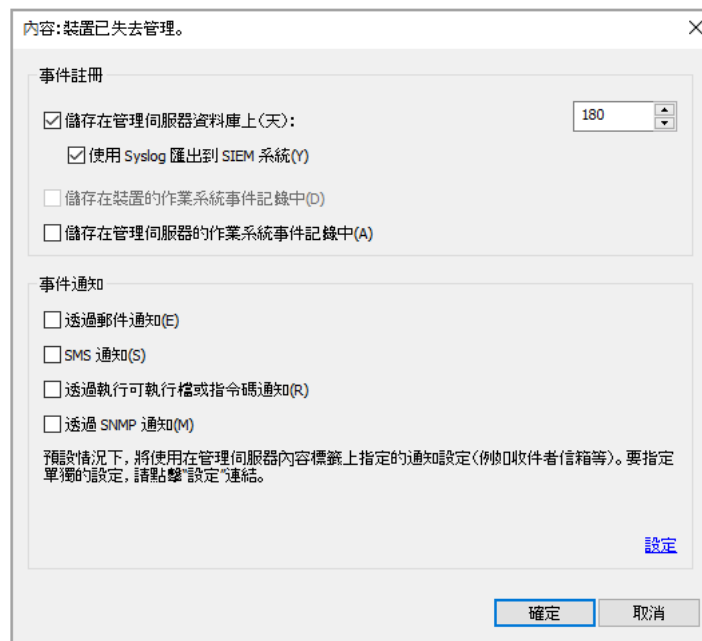 內容:裝置已失去管理。
事件註冊
儲存在管理伺服器資料庫上(天):
180
使用 Syslog 匯出到 SIEM 系統(Y)
儲存在裝置的作業系統事件記錄中(D)
儲存在管理伺服器的作業系統事件記錄中(A)
事件通知
透過郵件通知(E)
SMS 通知(S)
透過執行可執行檔或指令碼通知(R)
透過 SNMP 通知(M)
預設情況下, 將使用在管理伺服器內容標籤上指定的通知設定(例如收件者信箱等)。要指定
單獨的設定, 請點擊"設定"連結。
設定
確定
取消